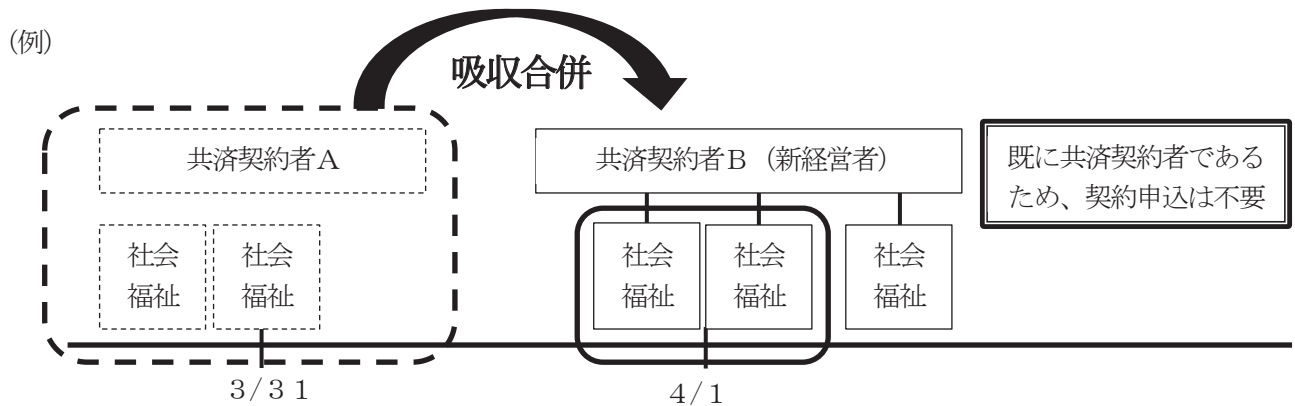 (例)
吸収合併
共済契約者A
共済契約者B（新経営者）
既に共済契約者である
ため、契約申込は不要
社会
福祉
社会
福祉
社会
福祉
社会
福祉
社会
福祉
3/31
4/1